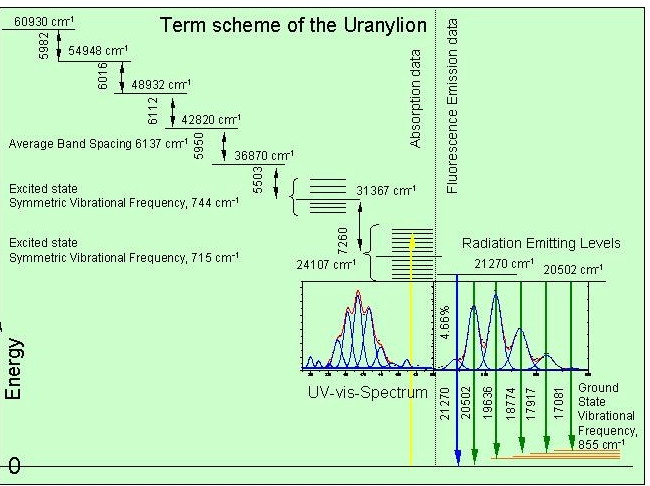 Term scheme of the Uranylion
60930 cm-1
5982
54948 cm-1
6016
48932 cm-1
6112
42820 cm-1
Average Band Spacing 6137 cm-1
5950
36870 cm-1
5503
Excited state
Symmetric Vibrational Frequency, 744 cm-1
31367 cm-1
7260
Excited state
Symmetric Vibrational Frequency, 715 cm-1
24107 cm-1
Absorption data
Fluorescence Emission data
Radiation Emitting Levels
21270 cm-1
20502 cm-1
4.66%
UV-vis-Spectrum
21270
20502
19636
18774
17917
17081
Ground
State
Vibrational
Frequency,
855 cm-1
Energy
0